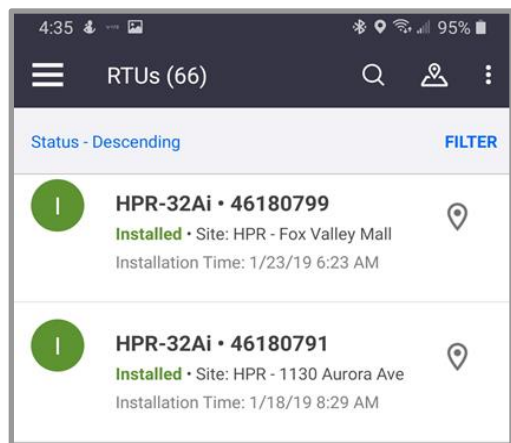 4:35 95%
RTUs (66)
Status - Descending FILTER
I HPR-32Ai • 46180799
Installed • Site: HPR - Fox Valley Mall
Installation Time: 1/23/19 6:23 AM
I HPR-32Ai • 46180791
Installed • Site: HPR - 1130 Aurora Ave
Installation Time: 1/18/19 8:29 AM